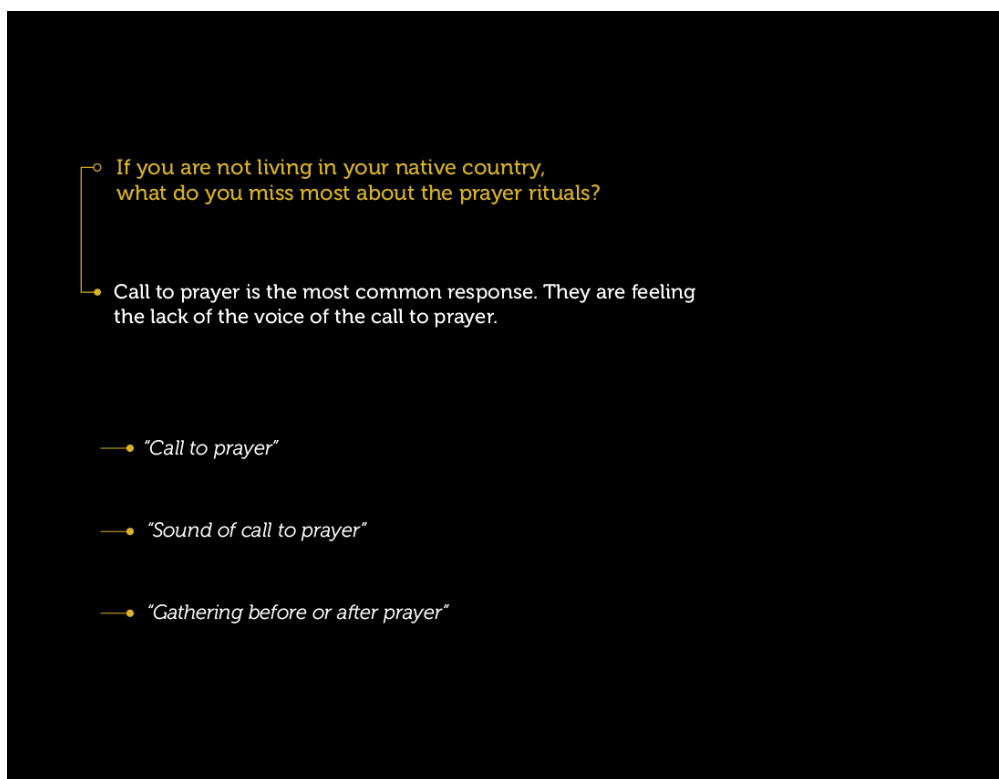 If you are not living in your native country,
what do you miss most about the prayer rituals?
Call to prayer is the most common response. They are feeling
the lack of the voice of the call to prayer.
“Call to prayer”
“Sound of call to prayer”
“Gathering before or after prayer”